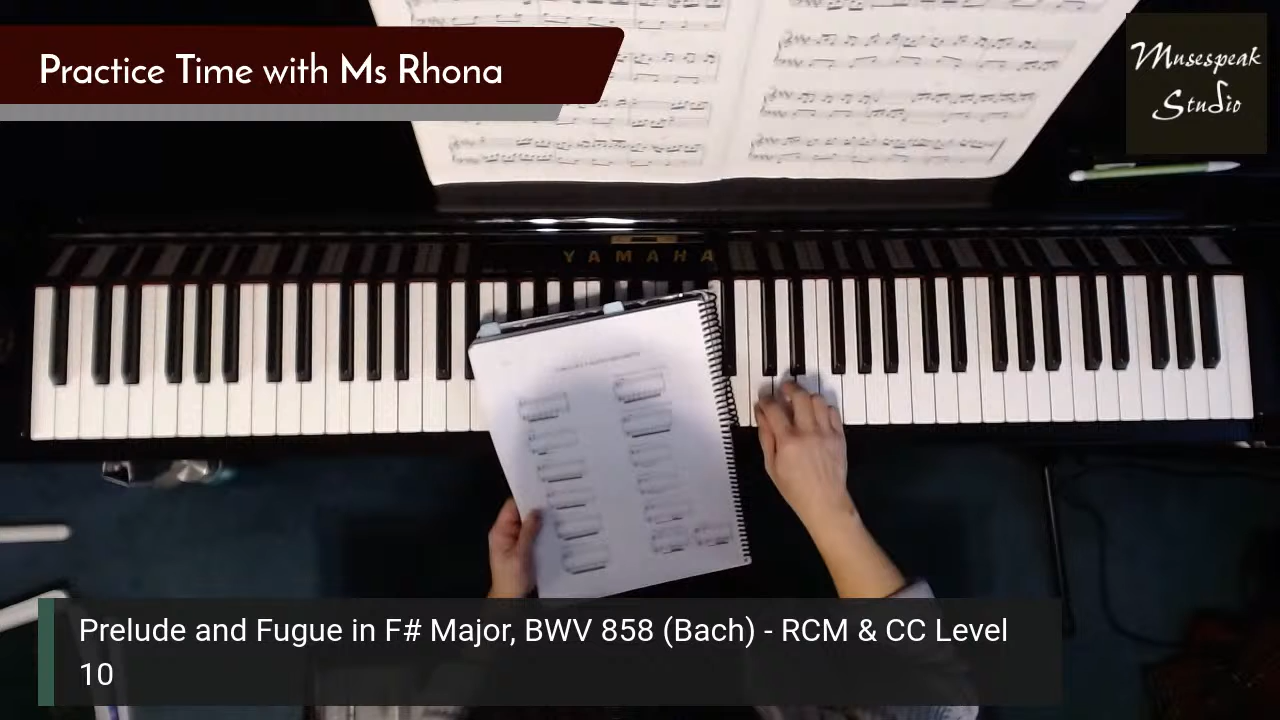 Practice Time with Ms Rhona
Musespeak
Studio
YAMAHA
Prelude and Fugue in F# Major, BWV 858 (Bach) - RCM & CC Level
10